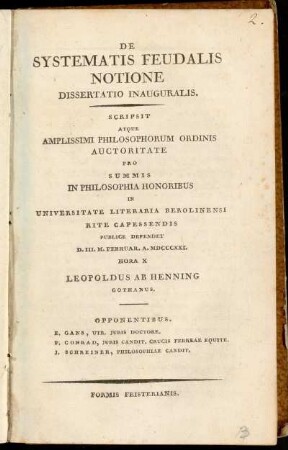 2.
DE
SYSTEMATIS FEUDALIS
NOTIONE
DISSERTATIO INAUGURALIS.
SCRIPSIT
ATQUE
AMPLISSIMI PHILOSOPHORUM ORDINIS
AUCTORITATE
PRO
SUMMIS
IN PHILOSOPHIA HONORIBUS
IN
UNIVERSITATE LITERARIA BEROLINENSI
RITE CAPESSENDIS
PUBLICE DEFENDET
D. III. M. FEBRUAR. A. MDCCCXXI.
HORA X
LEOPOLDUS AB HENNING
GOTHANUS.
OPPONENTIBUS.
E. GANS, UTR. JURIS DOCTORE.
F. CONRAD, JURIS CANDIT. CRUCIS FERREAE EQUITE.
J. SCHREINER, PHILOSOPHIAE CANDIT.
FORMIS FEISTERIANIS.
3